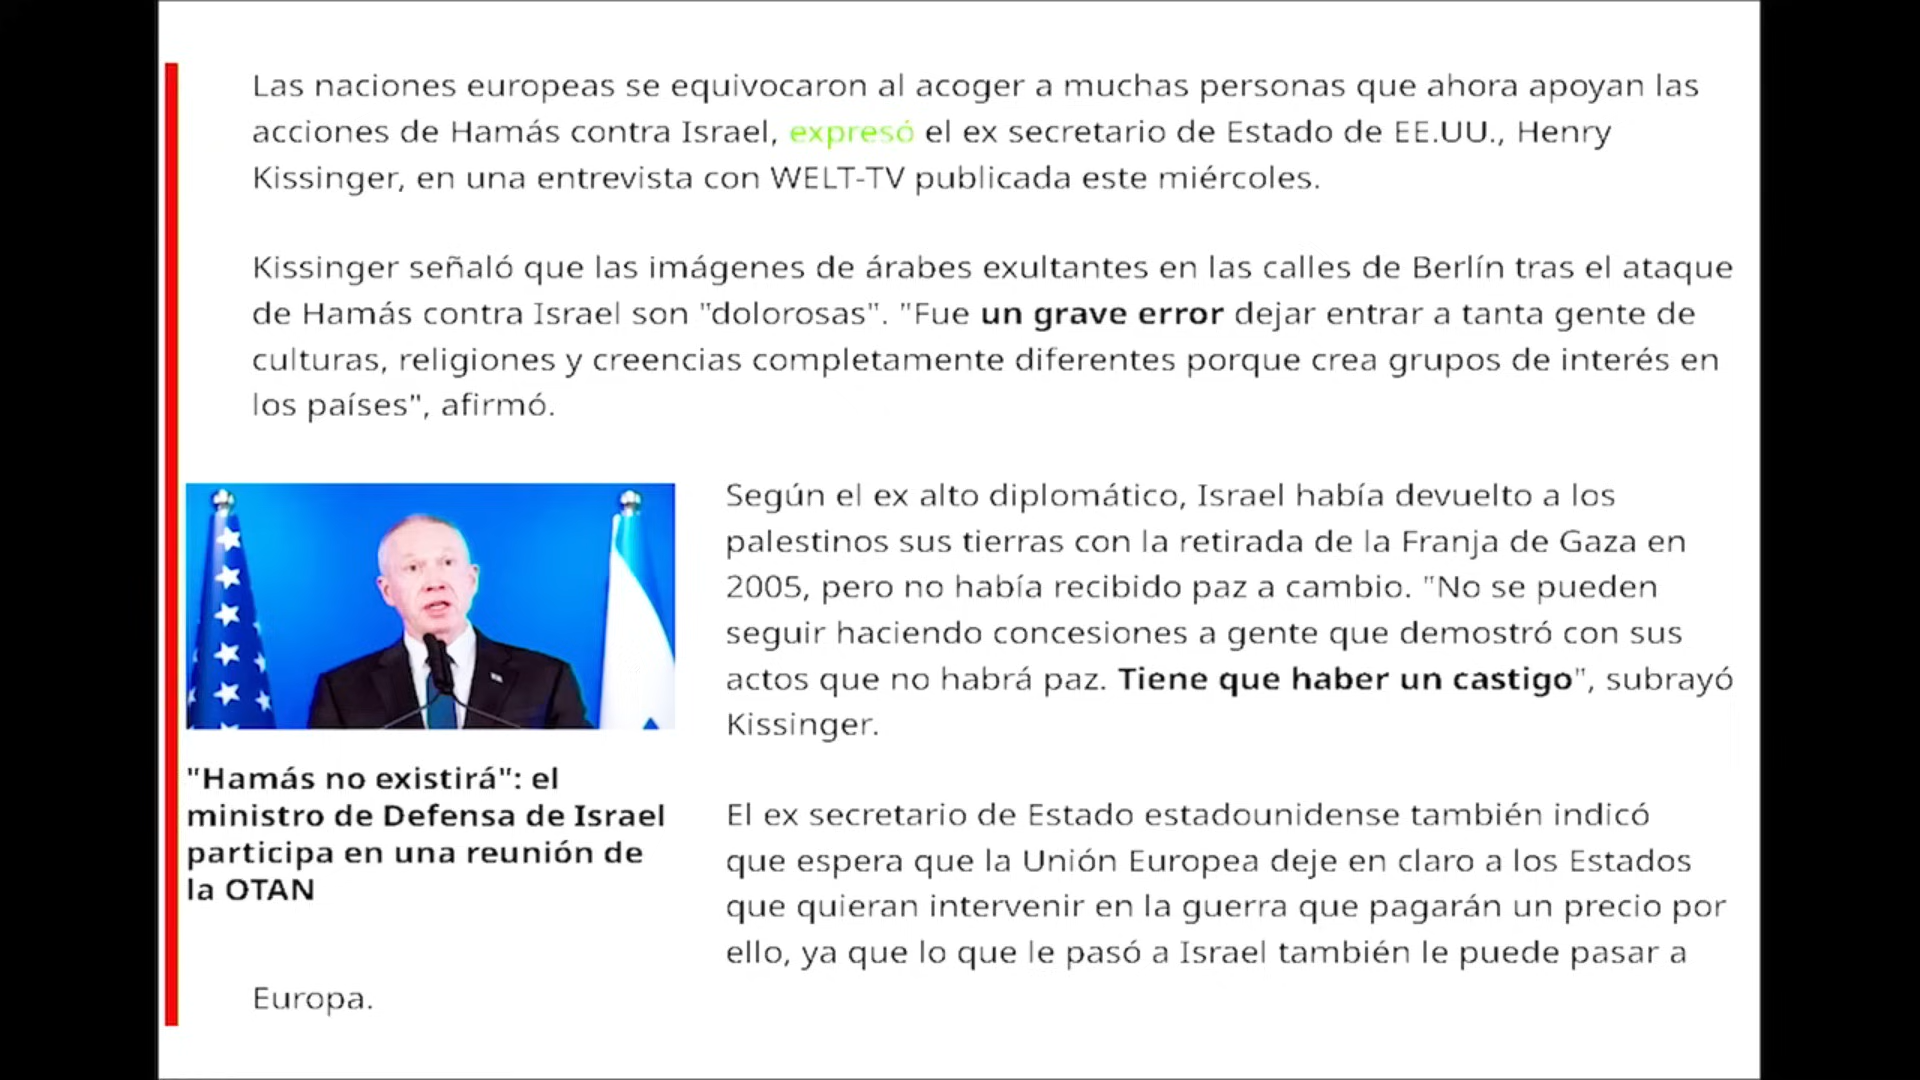 Las naciones europeas se equivocaron al acoger a muchas personas que ahora apoyan las
acciones de Hamás contra Israel, expresó el ex secretario de Estado de EE.UU., Henry
Kissinger, en una entrevista con WELT-TV publicada este miércoles.
Kissinger señaló que las imágenes de árabes exultantes en las calles de Berlín tras el ataque
de Hamás contra Israel son "dolorosas". "Fue un grave error dejar entrar a tanta gente de
culturas, religiones y creencias completamente diferentes porque crea grupos de interés en
los países", afirmó.
"Hamás no existirá": el
ministro de Defensa de Israel
participa en una reunión de
la OTAN
Según el ex alto diplomático, Israel había devuelto a los
palestinos sus tierras con la retirada de la Franja de Gaza en
2005, pero no había recibido paz a cambio. "No se pueden
seguir haciendo concesiones a gente que demostró con sus
actos que no habrá paz. Tiene que haber un castigo", subrayó
Kissinger.
El ex secretario de Estado estadounidense también indicó
que espera que la Unión Europea deje en claro a los Estados
que quieran intervenir en la guerra que pagarán un precio por
ello, ya que lo que le pasó a Israel también le puede pasar a
Europa.